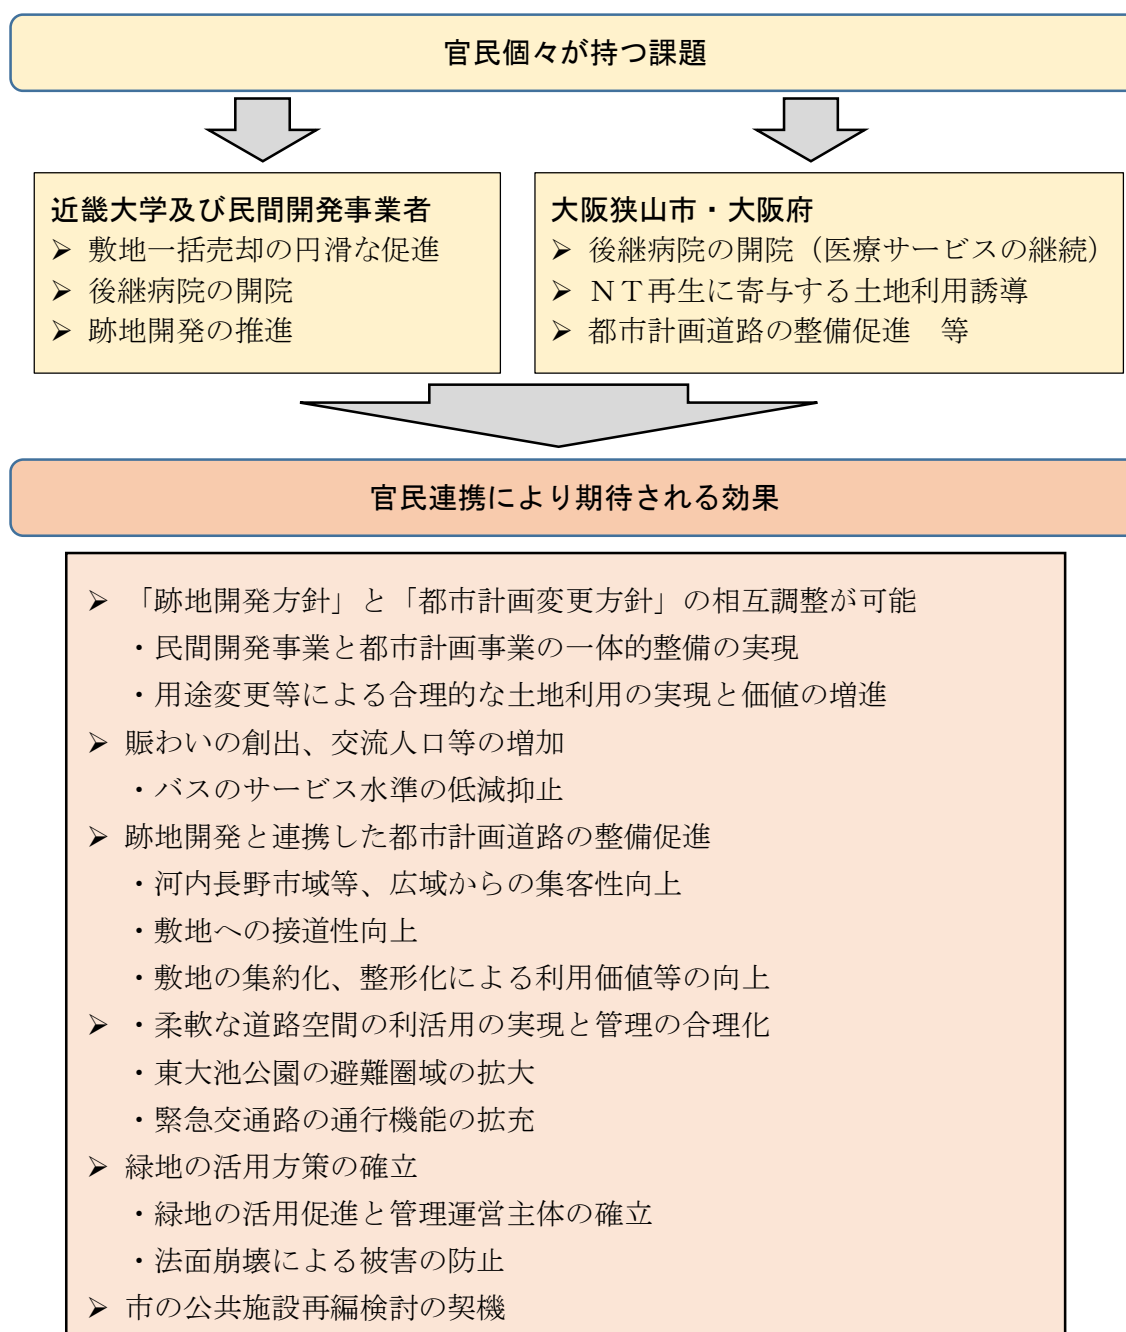 官民個々が持つ課題
近畿大学及び民間開発事業者
➢ 敷地一括売却の円滑な促進
➢ 後継病院の開院
➢ 跡地開発の推進
大阪狭山市・大阪府
➢ 後継病院の開院（医療サービスの継続）
➢ ＮＴ再生に寄与する土地利用誘導
➢ 都市計画道路の整備促進　等
官民連携により期待される効果
➢ 「跡地開発方針」と「都市計画変更方針」の相互調整が可能
・民間開発事業と都市計画事業の一体的整備の実現
・用途変更等による合理的な土地利用の実現と価値の増進
➢ 賑わいの創出、交流人口等の増加
・バスのサービス水準の低減抑止
➢ 跡地開発と連携した都市計画道路の整備促進
・河内長野市域等、広域からの集客性向上
・敷地への接道性向上
・敷地の集約化、整形化による利用価値等の向上
➢ ・柔軟な道路空間の利活用の実現と管理の合理化
・東大池公園の避難圏域の拡大
・緊急交通路の通行機能の拡充
➢ 緑地の活用方策の確立
・緑地の活用促進と管理運営主体の確立
・法面崩壊による被害の防止
➢ 市の公共施設再編検討の契機